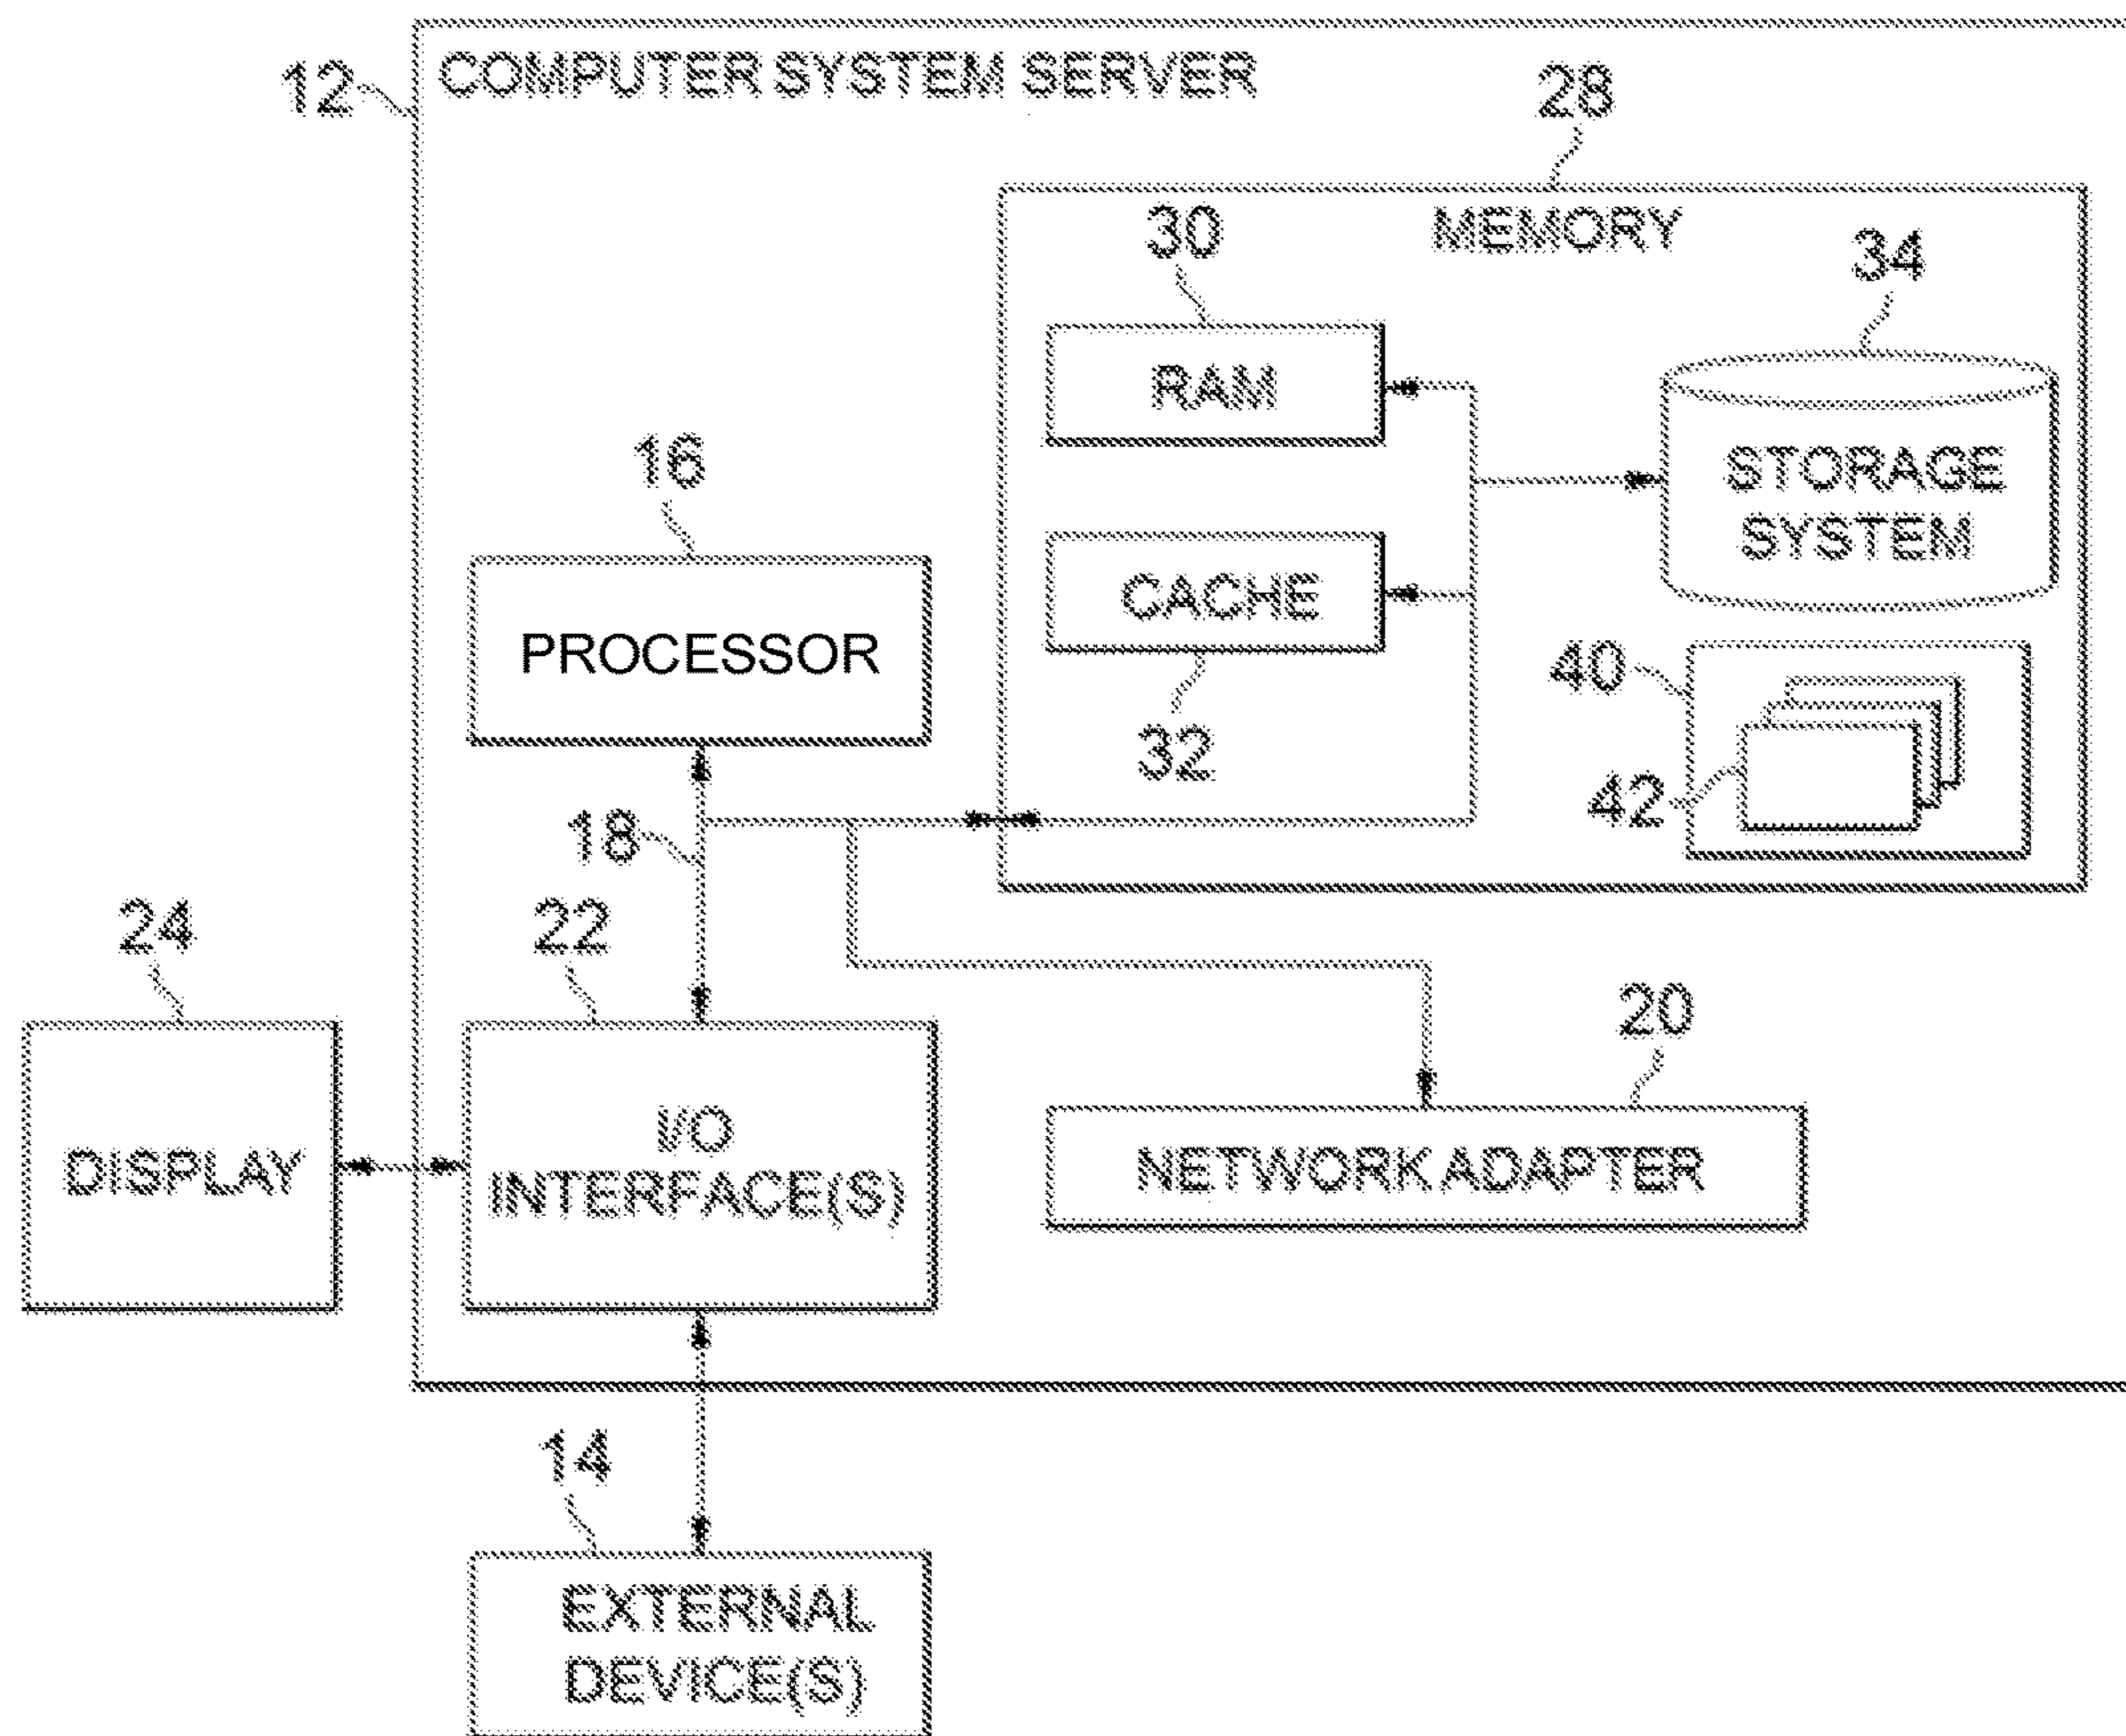 12
COMPUTER SYSTEM SERVER
28
MEMORY
30
34
RAM
STORAGE
SYSTEM
16
CACHE
PROCESSOR
32
40
42
18
24
22
20
DISPLAY
I/O
INTERFACE(S)
NETWORK ADAPTER
14
EXTERNAL
DEVICE(S)